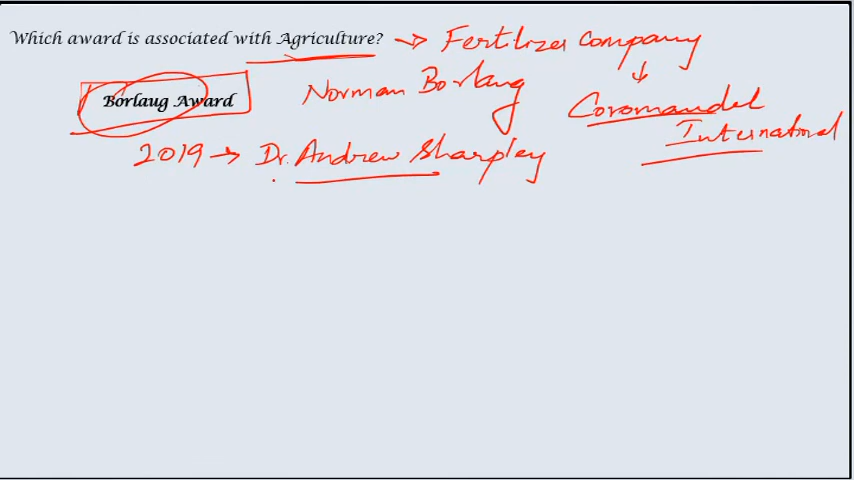 Which award is associated with Agriculture? → Fertilizer Company
↓
Borlaug Award
Norman Borlaug
Coromandel
International
2019 → Dr. Andrew Sharpley